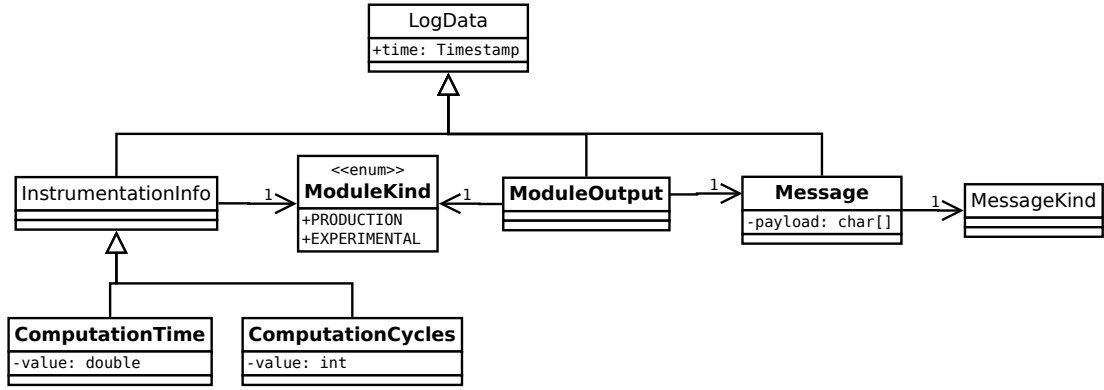 LogData
+time: Timestamp
InstrumentationInfo
1
<<enum>>
ModuleKind
+PRODUCTION
+EXPERIMENTAL
1
ModuleOutput
1
Message
-payload: char[]
1
MessageKind
ComputationTime
-value: double
ComputationCycles
-value: int